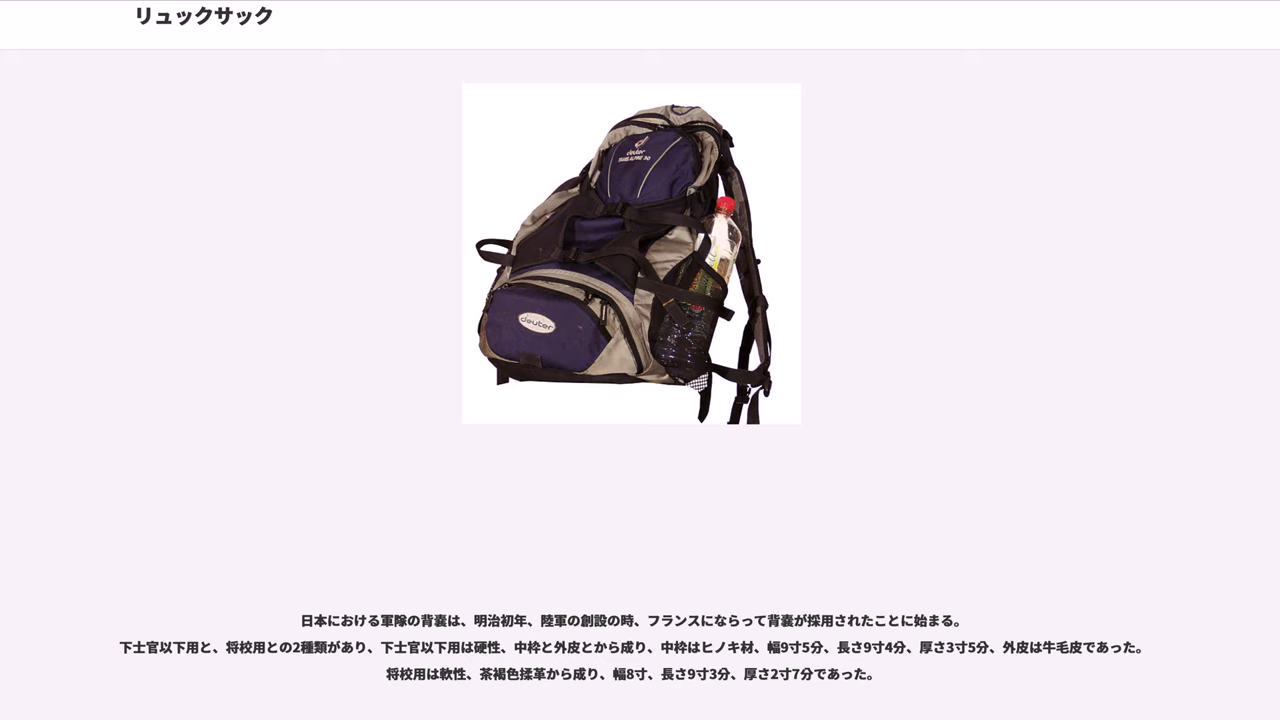 リュックサック
deuter
TRANS ALPINE 30
deuter
日本における軍隊の背嚢は、明治初年、陸軍の創設の時、フランスにならって背嚢が採用されたことに始まる。
下士官以下用と、将校用との2種類があり、下士官以下用は硬性、中枠と外皮とから成り、中枠はヒノキ材、幅9寸5分、長さ9寸4分、厚さ3寸5分、外皮は牛毛皮であった。
将校用は軟性、茶褐色揉革から成り、幅8寸、長さ9寸3分、厚さ2寸7分であった。